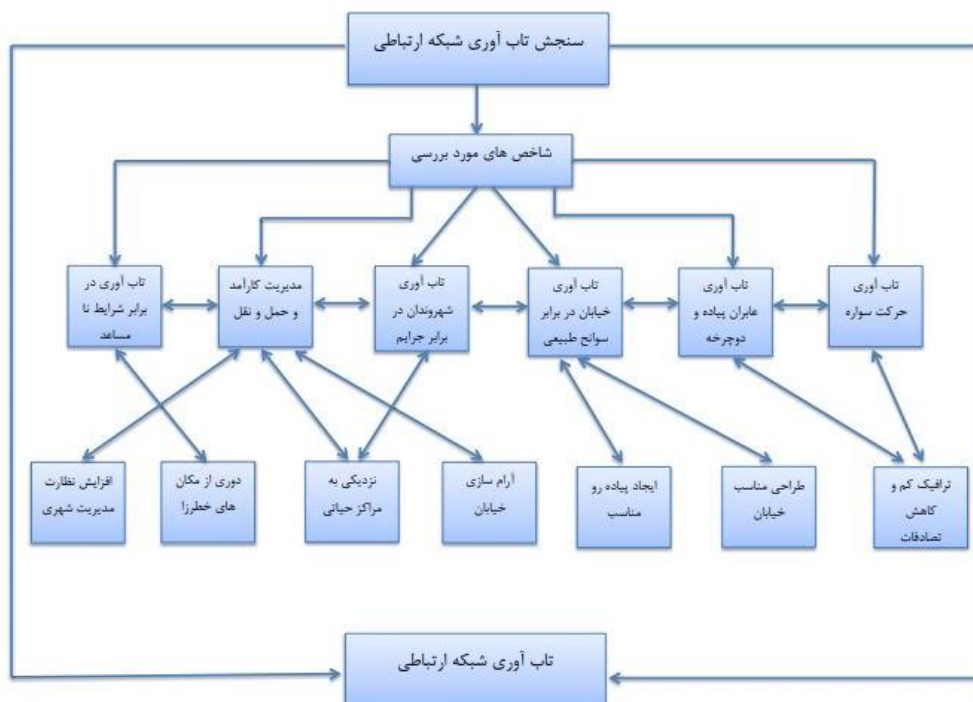 سنجش تاب آوری شبکه ارتباطی
شاخص های مورد بررسی
تاب آوری
حرکت سواره
تاب آوری
عابران پیاده و
دوچرخه
تاب آوری
خیابان در برابر
سوانح طبیعی
تاب آوری
شهروندان در
برابر جرایم
مدیریت کارآمد
و حمل و نقل
تاب آوری در
برابر شرایط نا
مساعد
ترافیک کم و
کاهش
تصادفات
طراحی مناسب
خیابان
ایجاد پیاده رو
مناسب
آرام سازی
خیابان
نزدیکی به
مراکز حیاتی
دوری از مکان
های خطرزا
افزایش نظارت
مدیریت شهری
تاب آوری شبکه ارتباطی